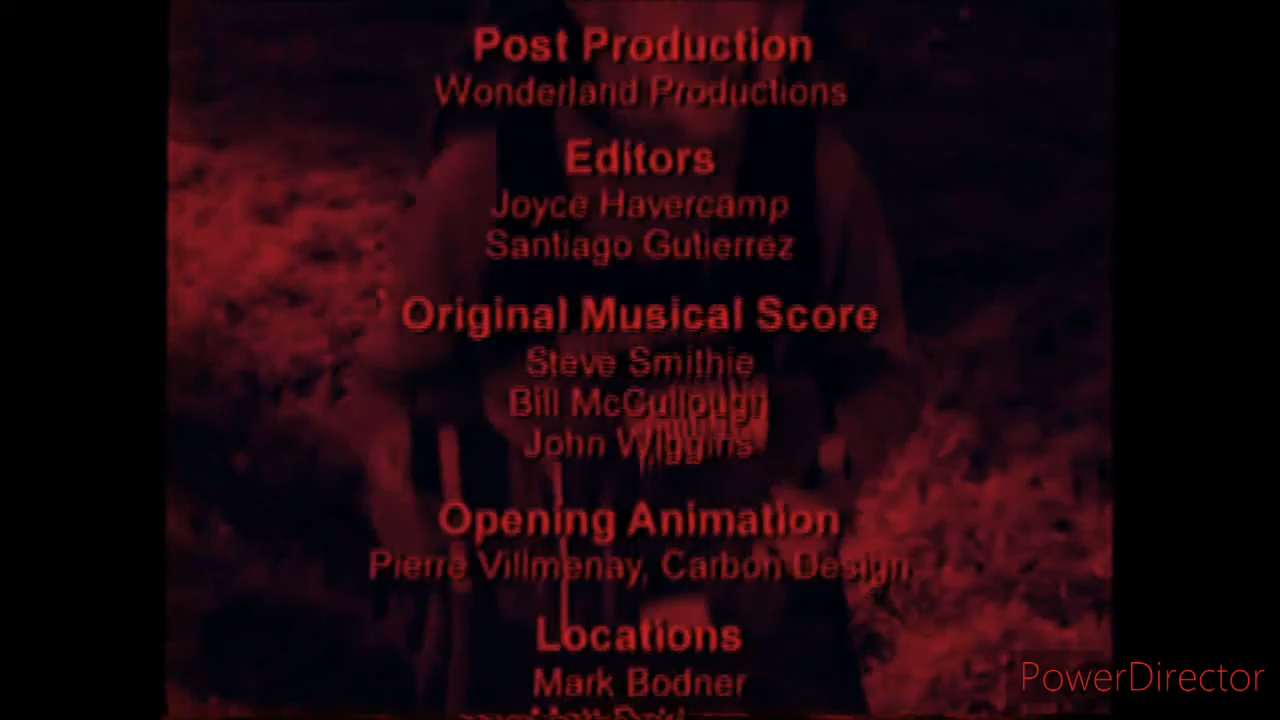 Post Production
Wonderland Productions
Editors
Joyce Havercamp
Santiago Gutierrez
Original Musical Score
Steve Smithie
Bill McCullough
John Wiggins
Opening Animation
Pierre Villmenay, Carbon Design
Locations
Mark Bodner
PowerDirector